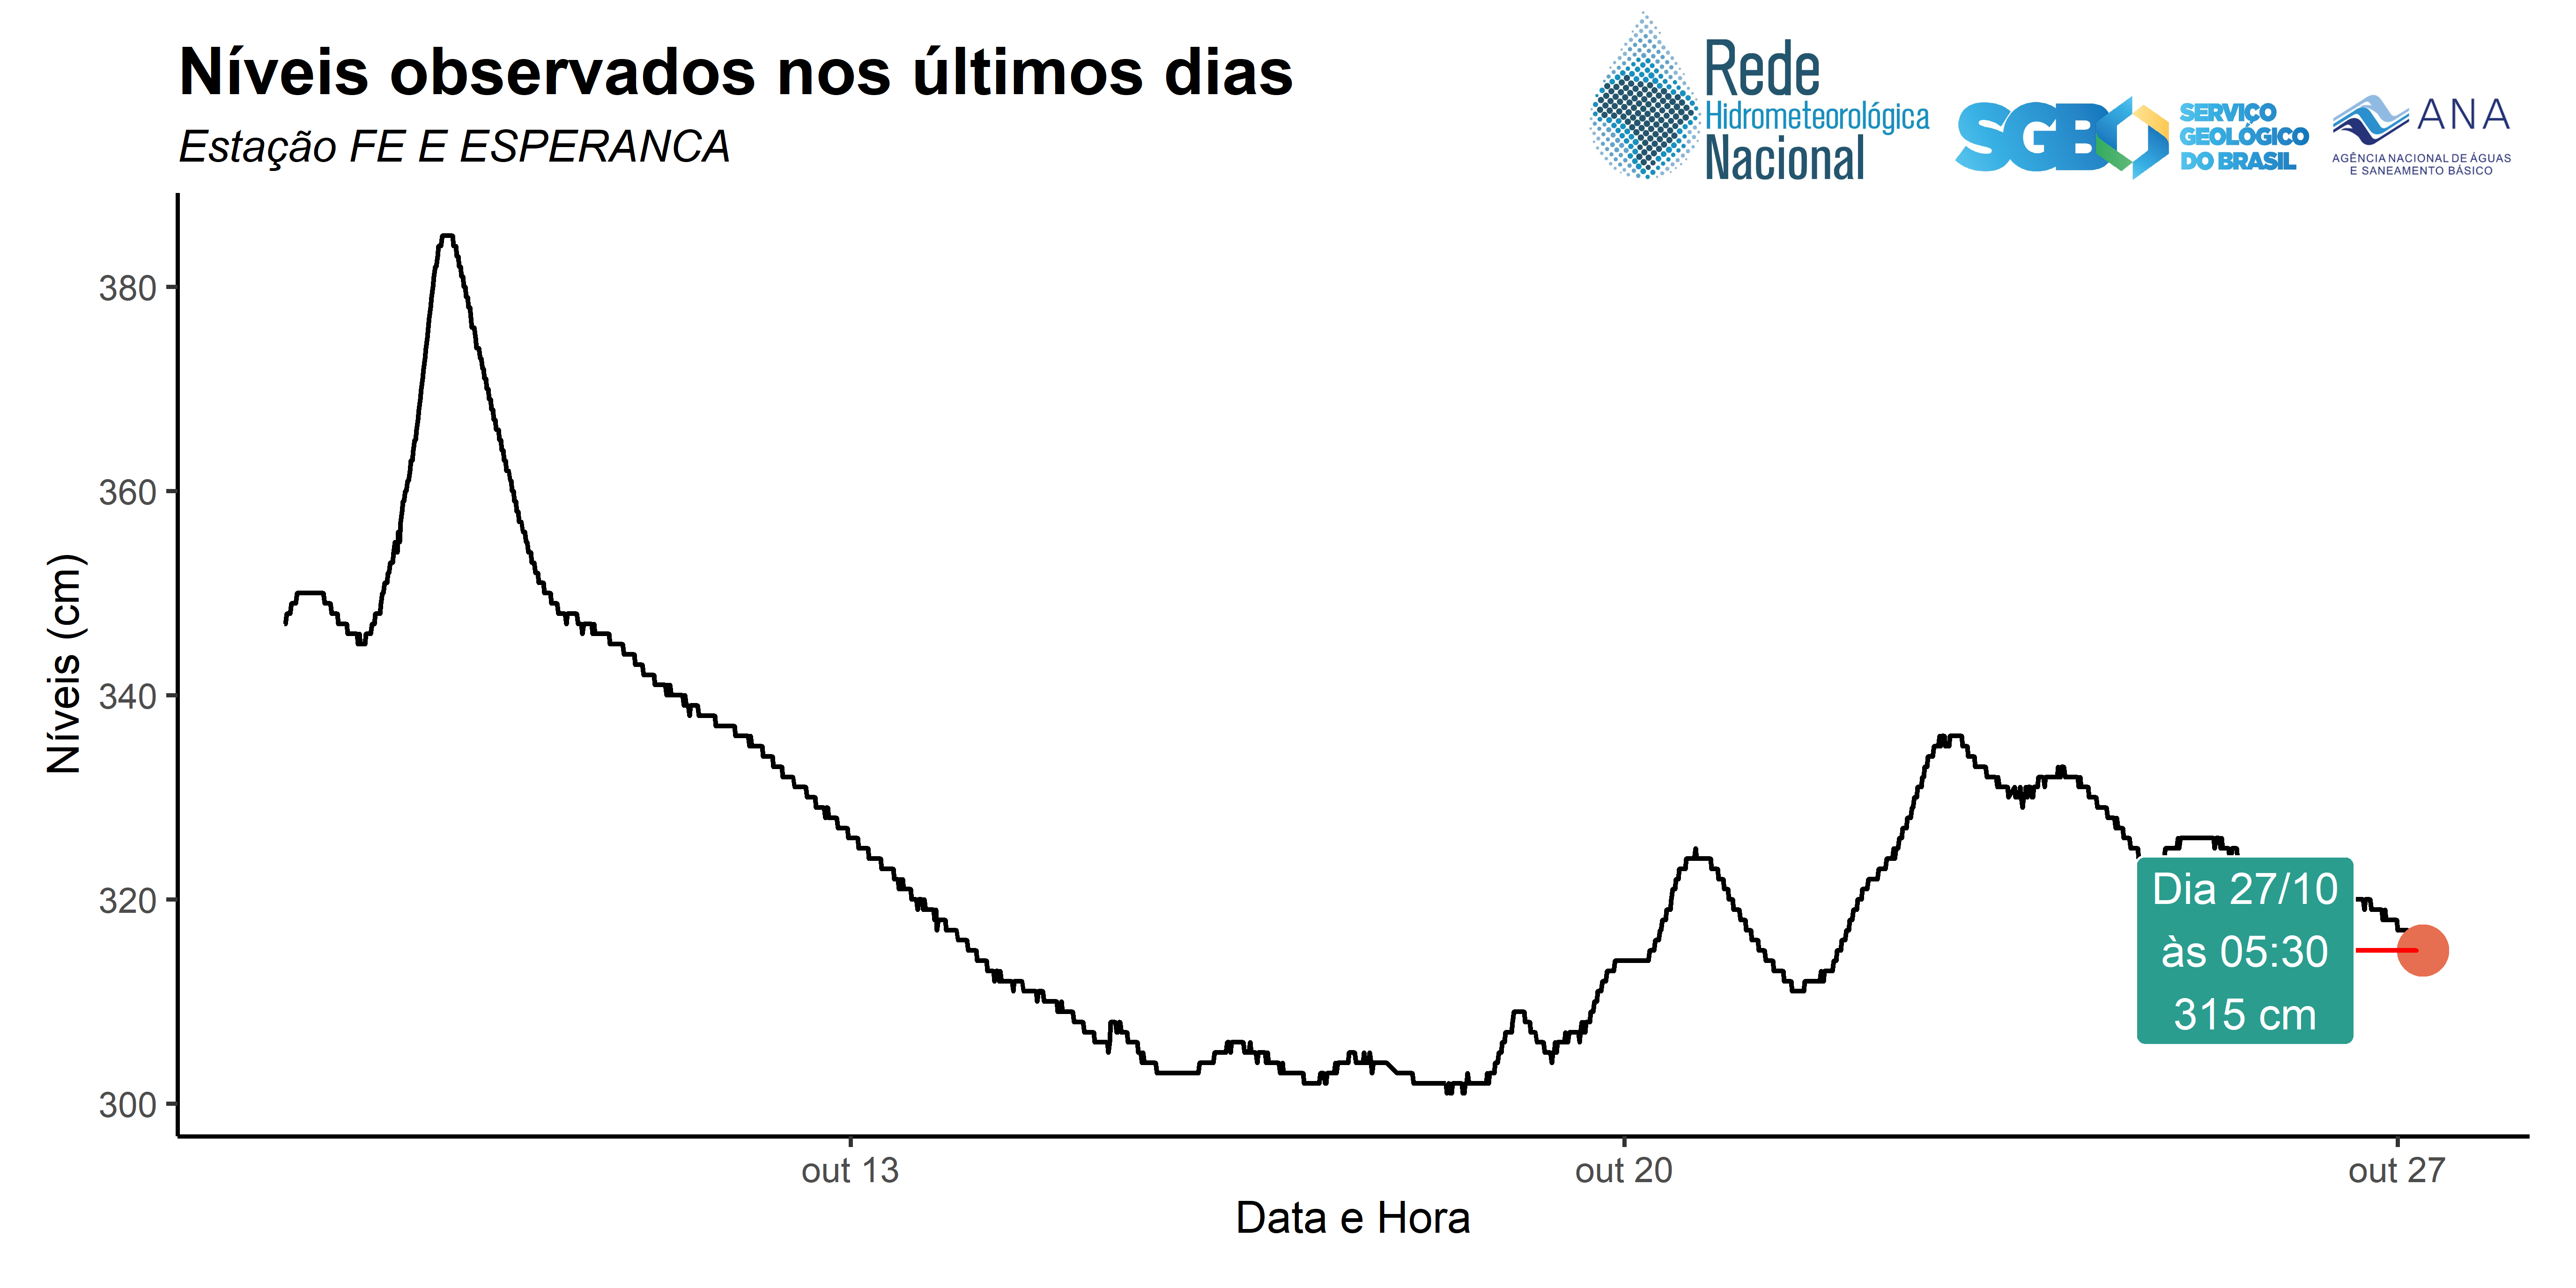 Níveis observados nos últimos dias
Estação FE E ESPERANCA
Rede
Hidrometeorológica
Nacional
SGB
SERVIÇO
GEOLÓGICO
DO BRASIL
ANA
AGÊNCIA NACIONAL DE ÁGUAS
E SANEAMENTO BÁSICO
Níveis (cm)
380
360
340
320
300
Dia 27/10
às 05:30
315 cm
out 13
out 20
out 27
Data e Hora